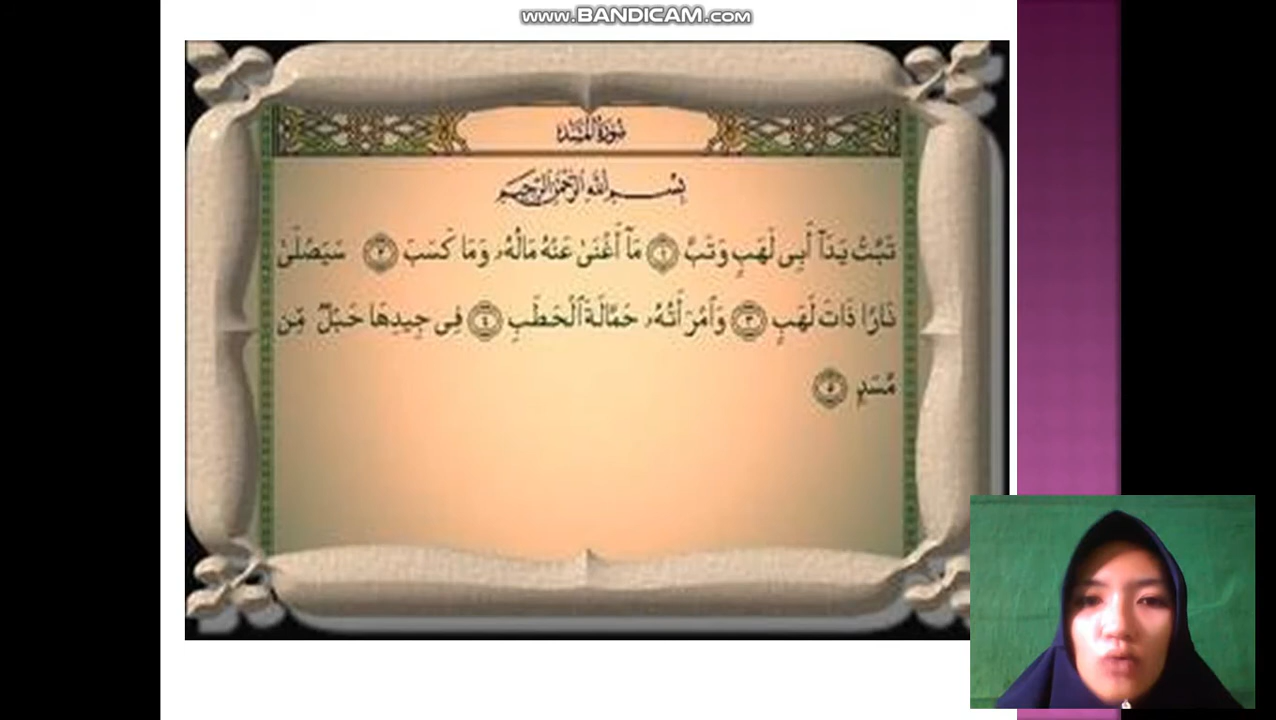 www.BANDICAM.com
سُورَةُ الْمَسَدِ
بِسْمِ اللَّهِ الرَّحْمَٰنِ الرَّحِيمِ
تَبَّتْ يَدَآ أَبِى لَهَبٍ وَتَبَّ ﴿١﴾ مَآ أَغْنَىٰ عَنْهُ مَالُهُۥ وَمَا كَسَبَ ﴿٢﴾ سَيَصْلَىٰ
نَارًا ذَاتَ لَهَبٍ ﴿٣﴾ وَٱمْرَأَتُهُۥ حَمَّالَةَ ٱلْحَطَبِ ﴿٤﴾ فِى جِيدِهَا حَبْلٌ مِّن
مَّسَدٍۭ ﴿٥﴾